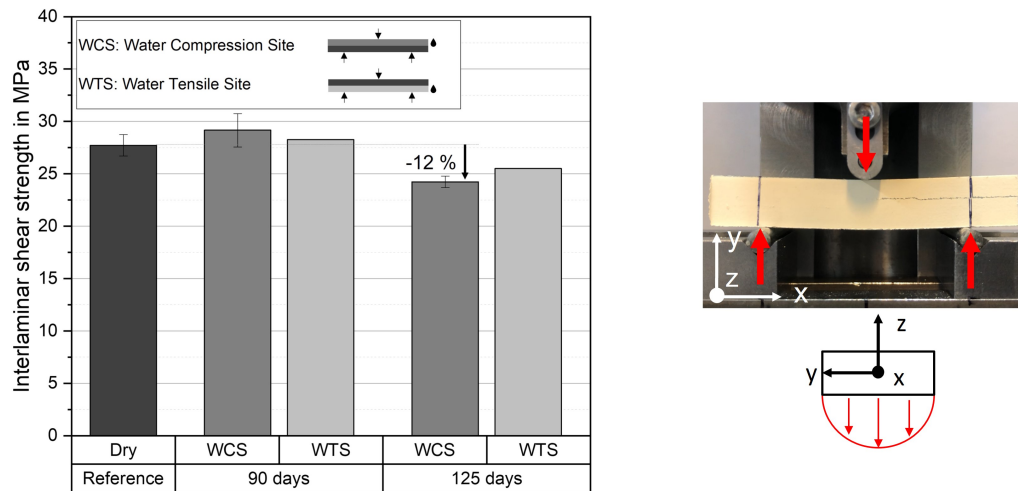 Interlaminar shear strength in MPa
40
35
30
25
20
15
10
5
0
WCS: Water Compression Site
WTS: Water Tensile Site
-12 %
Dry WCS WTS WCS WTS
Reference 90 days 125 days
y
z
x
z
y
x